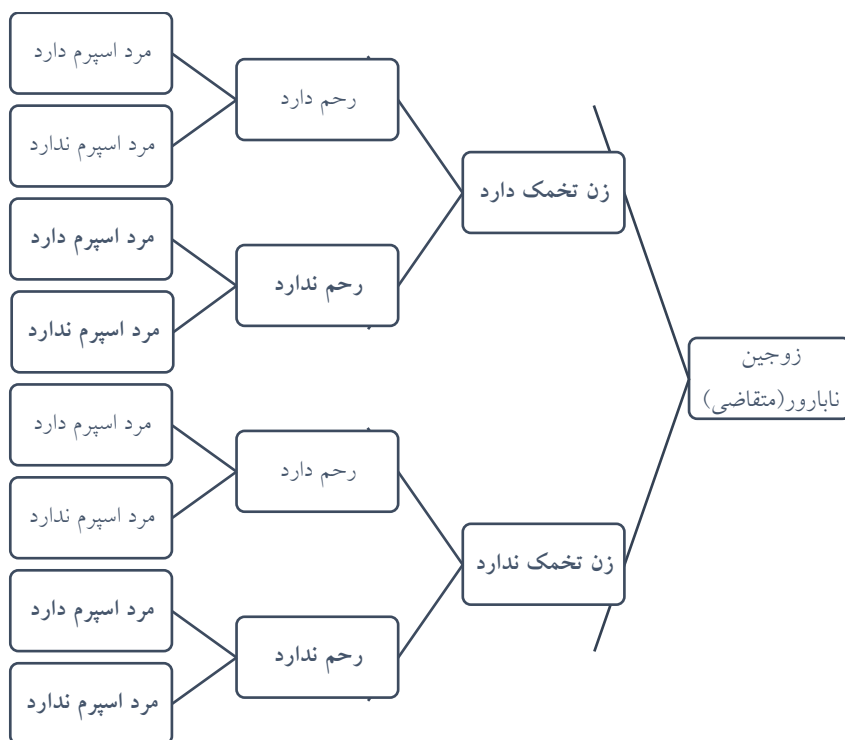 زوجین
نابارور(متقاضی)
زن تخمک دارد
رحم دارد
مرد اسپرم دارد
مرد اسپرم ندارد
رحم ندارد
مرد اسپرم دارد
مرد اسپرم ندارد
زن تخمک ندارد
رحم دارد
مرد اسپرم دارد
مرد اسپرم ندارد
رحم ندارد
مرد اسپرم دارد
مرد اسپرم ندارد